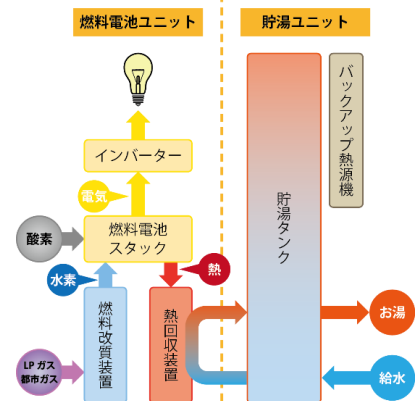 燃料電池ユニット
貯湯ユニット
バックアップ熱源機
インバーター
電気
貯湯タンク
燃料電池
スタック
酸素
水素
熱
燃料改質装置
熱回収装置
お湯
LPガス
都市ガス
給水